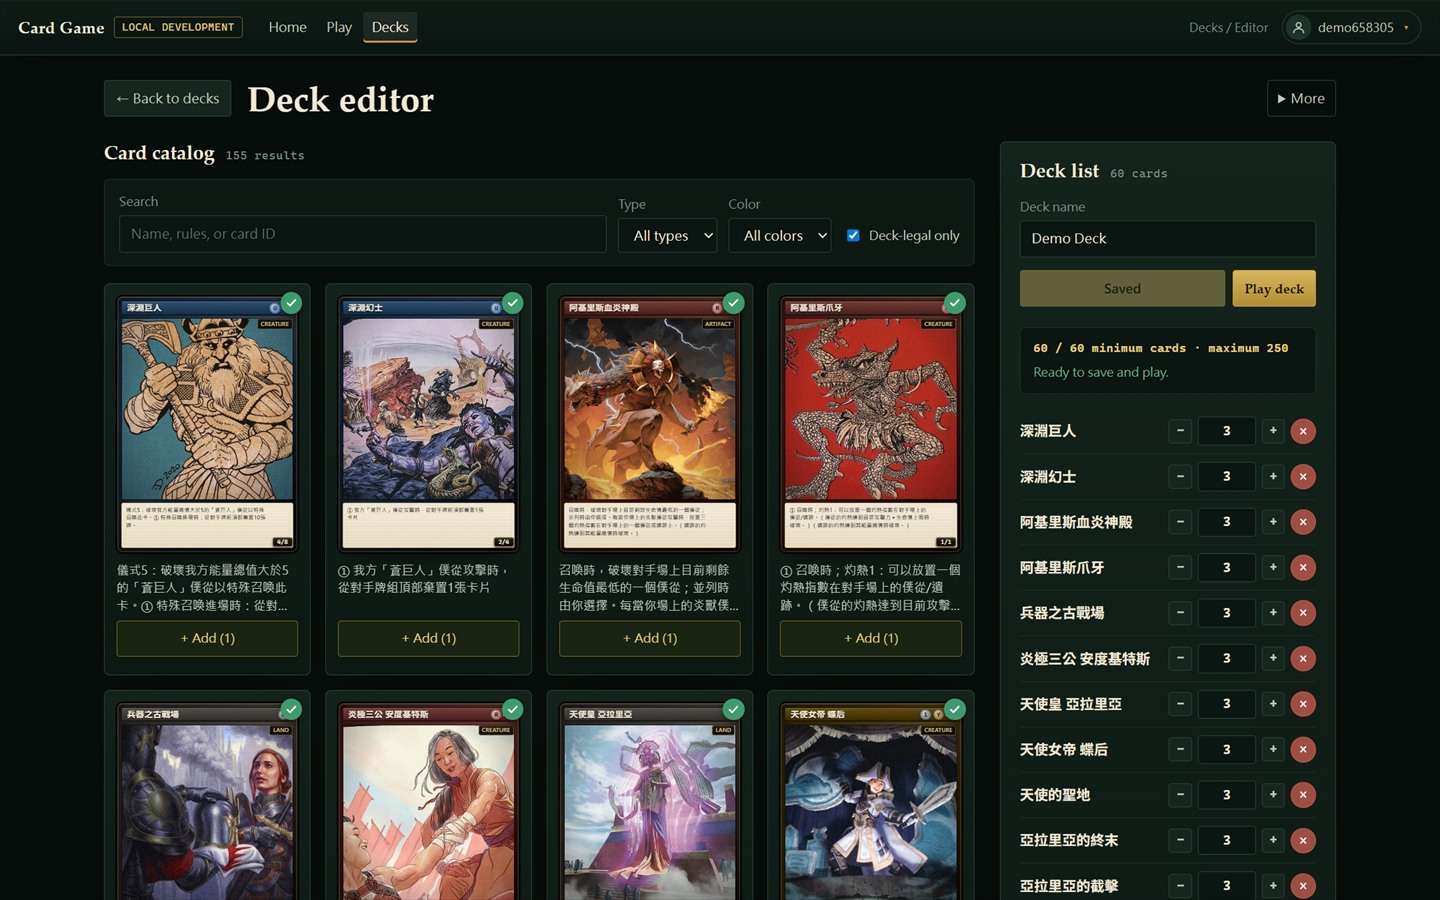 Card Game
LOCAL DEVELOPMENT
Home
Play
Decks
Decks / Editor
demo658305
← Back to decks
Deck editor
▶ More
Card catalog 155 results
Search
Name, rules, or card ID
Type
All types
Color
All colors
Deck-legal only
深淵巨人
CREATURE
4/8
儀式5：破壞我方能量總值大於5
的「蒼巨人」僕從以特殊召喚此
卡。① 特殊召喚進場時：從對...
+ Add (1)
深淵幻士
CREATURE
2/4
① 我方「蒼巨人」僕從攻擊時，
從對手牌組頂部棄置1張卡片
+ Add (1)
阿基里斯血炎神殿
ARTIFACT
召喚時，破壞對手場上目前剩餘
生命值最低的一個僕從；並列時
由你選擇。每當你場上的炎獸僕...
+ Add (1)
阿基里斯爪牙
CREATURE
1/1
① 召喚時；灼熱1：可以放置一個
灼熱指數在對手場上的僕從/遺
跡。（僕從的灼熱達到目前攻擊...
+ Add (1)
兵器之古戰場
LAND
炎極三公 安度基特斯
CREATURE
天使皇 亞拉里亞
LAND
天使女帝 蝶后
CREATURE
Deck list 60 cards
Deck name
Demo Deck
Saved
Play deck
60 / 60 minimum cards · maximum 250
Ready to save and play.
深淵巨人 − 3 + ×
深淵幻士 − 3 + ×
阿基里斯血炎神殿 − 3 + ×
阿基里斯爪牙 − 3 + ×
兵器之古戰場 − 3 + ×
炎極三公 安度基特斯 − 3 + ×
天使皇 亞拉里亞 − 3 + ×
天使女帝 蝶后 − 3 + ×
天使的聖地 − 3 + ×
亞拉里亞的終末 − 3 + ×
亞拉里亞的截擊 − 3 + ×